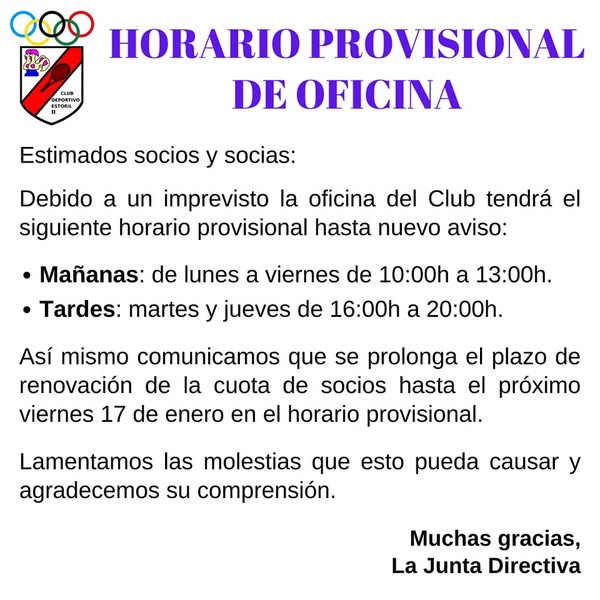 HORARIO PROVISIONAL
DE OFICINA
CLUB
DEPORTIVO
ESTORIL
II
Estimados socios y socias:
Debido a un imprevisto la oficina del Club tendrá el
siguiente horario provisional hasta nuevo aviso:
• Mañanas: de lunes a viernes de 10:00h a 13:00h.
• Tardes: martes y jueves de 16:00h a 20:00h.
Así mismo comunicamos que se prolonga el plazo de
renovación de la cuota de socios hasta el próximo
viernes 17 de enero en el horario provisional.
Lamentamos las molestias que esto pueda causar y
agradecemos su comprensión.
Muchas gracias,
La Junta Directiva